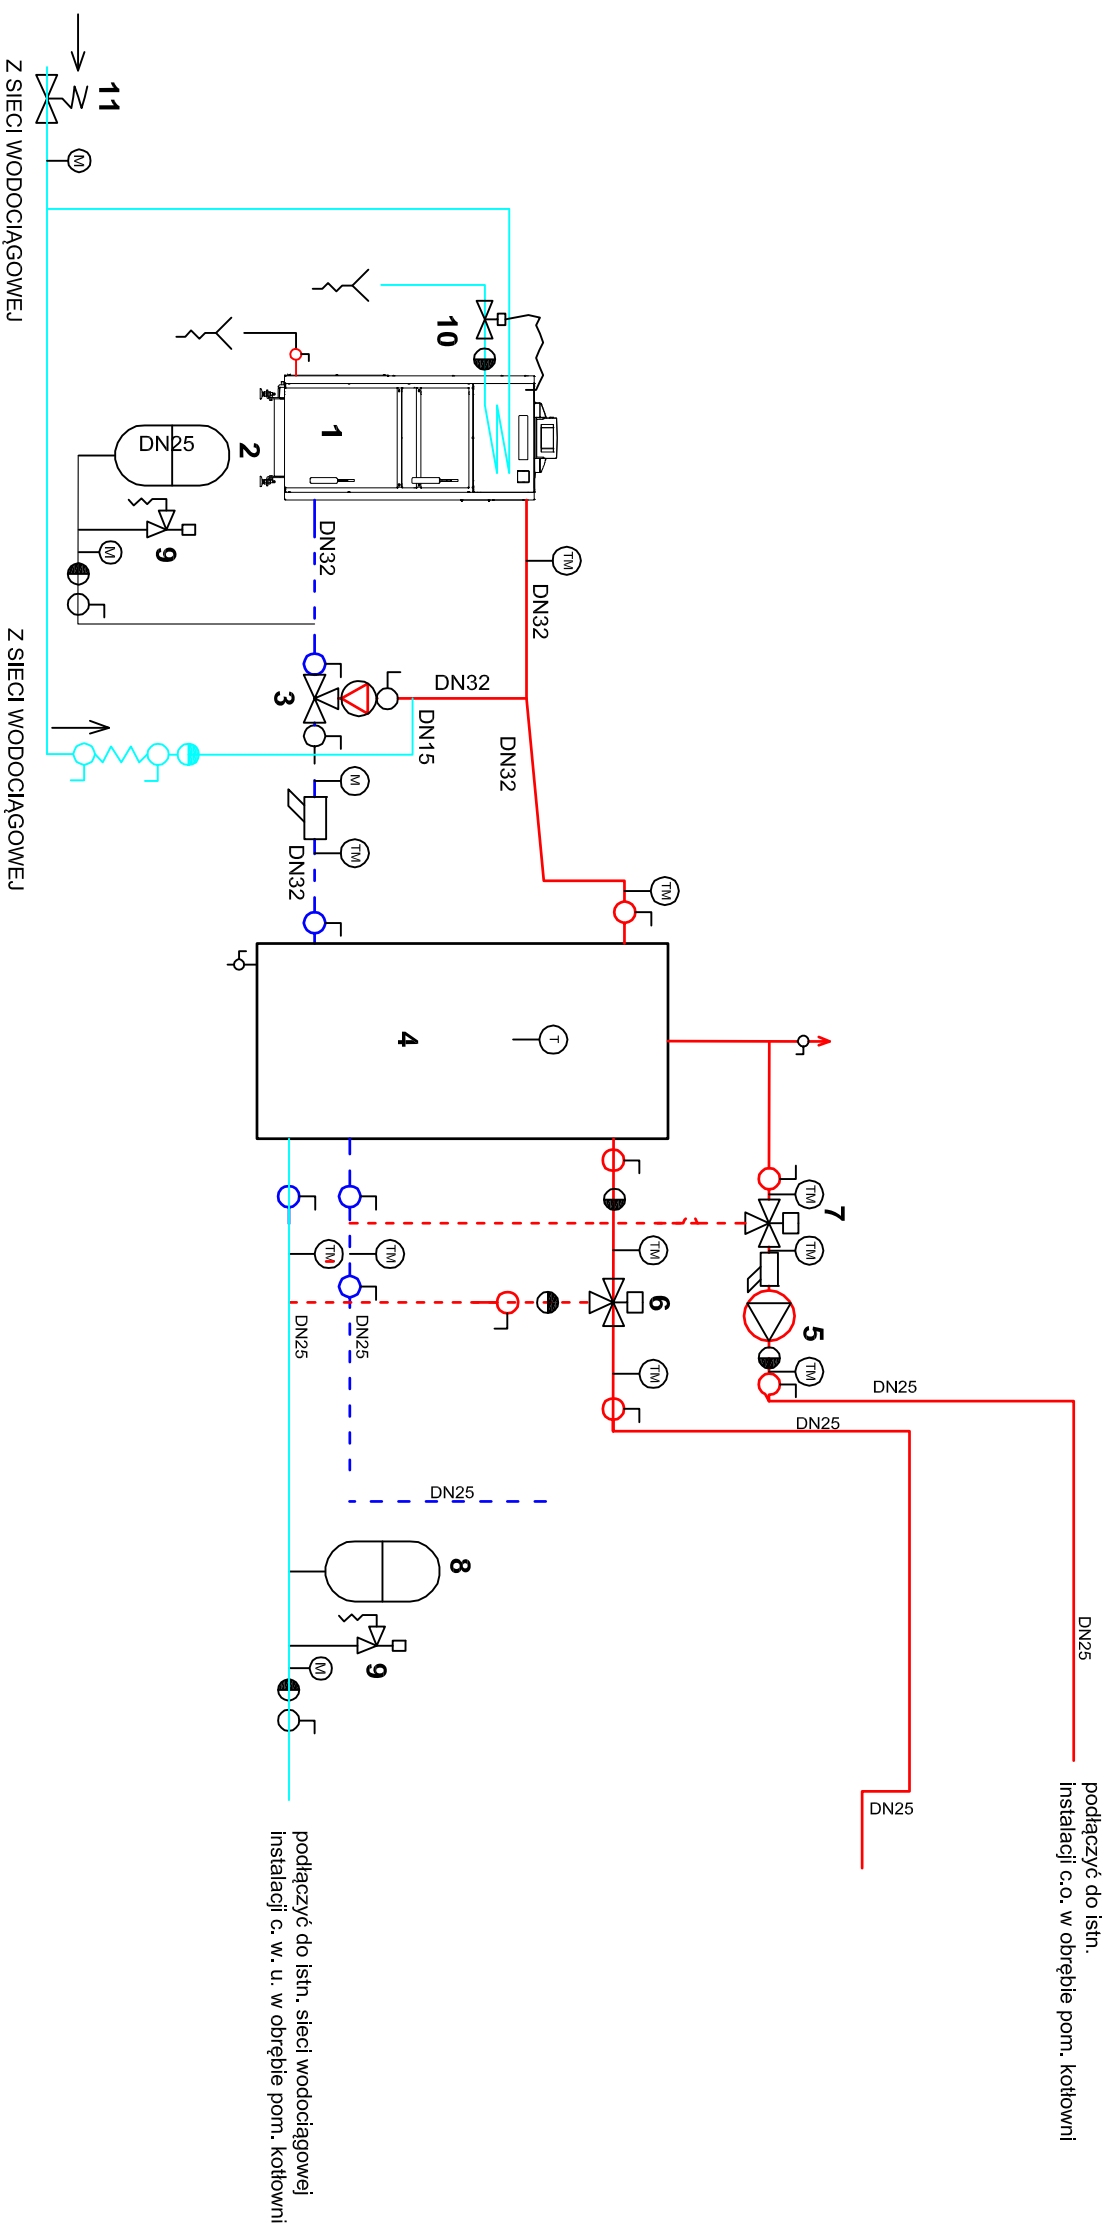 Z SIECI WODOCIĄGOWEJ
11
M
10
1
2
DN25
9
M
DN32
TM
DN32
DN32
3
DN15
DN32
Z SIECI WODOCIĄGOWEJ
M
TM
DN32
TM
4
T
7
TM
TM
5
TM
TM
6
TM
TM
TM
DN25
DN25
DN25
DN25
DN25
DN25
DN25
8
9
M
podłączyć do istn.
instalacji c.o. w obrębie pom. kotłowni
podłączyć do istn. sieci wodociągowej
instalacji c. w. u. w obrębie pom. kotłowni